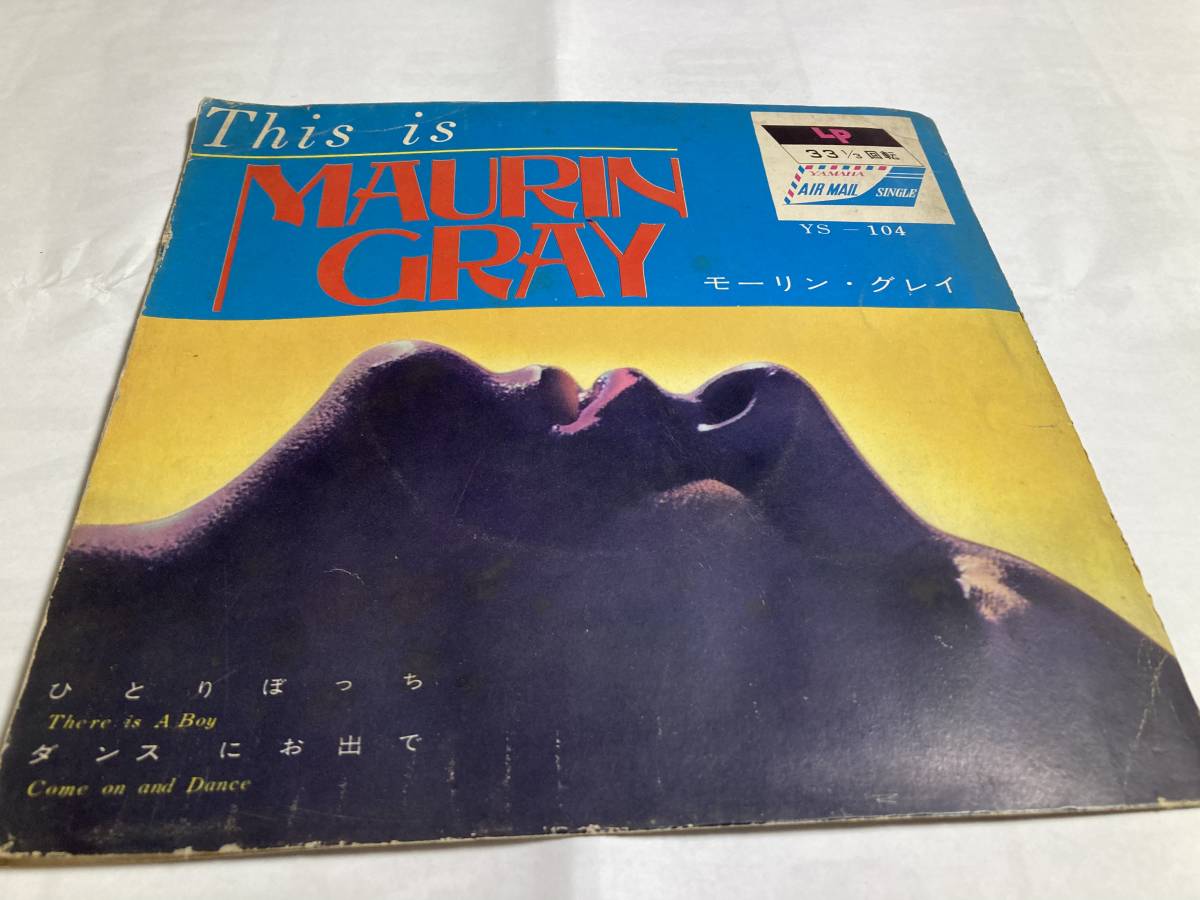 This is
MAURIN
GRAY
LP
33 1/3 回転
YAMAHA
AIR MAIL SINGLE
YS－104
モーリン・グレイ
ひとりぼっち
There is A Boy
ダンスにお出で
Come on and Dance